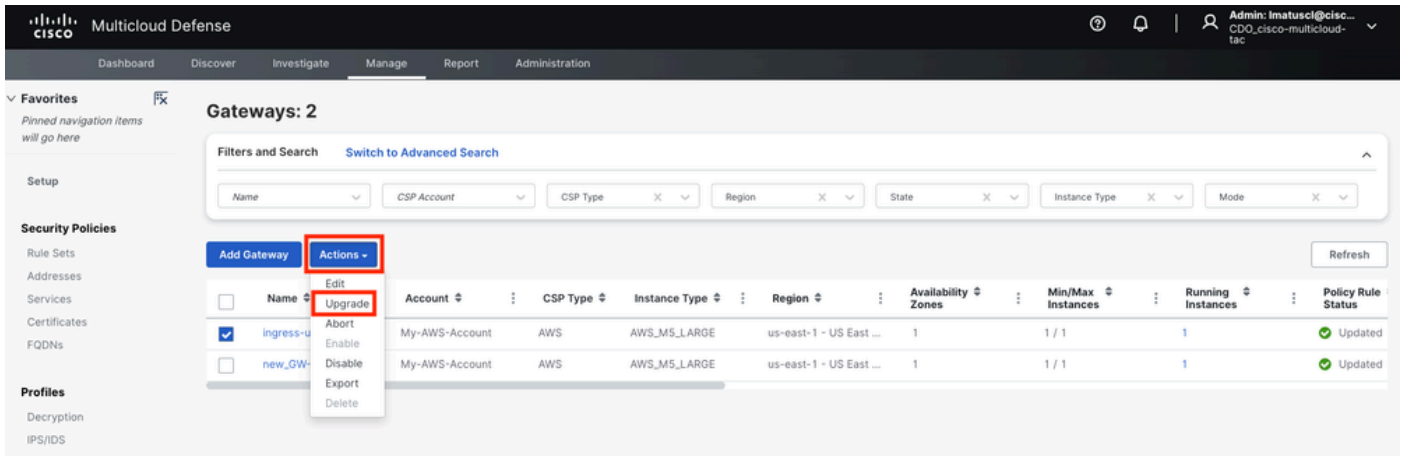 cisco
Multicloud Defense
Admin: lmatuscl@cisc...
CDO_cisco-multicloud-
tac
Dashboard Discover Investigate Manage Report Administration
Favorites
Pinned navigation items
will go here
Setup
Security Policies
Rule Sets
Addresses
Services
Certificates
FQDNs
Profiles
Decryption
IPS/IDS
Gateways: 2
Filters and Search Switch to Advanced Search
Name CSP Account CSP Type Region State Instance Type Mode
Add Gateway Actions Refresh
Edit
Upgrade
Abort
Enable
Disable
Export
Delete
Name Account CSP Type Instance Type Region Availability Zones Min/Max Instances Running Instances Policy Rule Status
ingress-u My-AWS-Account AWS AWS_M5_LARGE us-east-1 - US East ... 1 1 / 1 1 Updated
new_GW- My-AWS-Account AWS AWS_M5_LARGE us-east-1 - US East ... 1 1 / 1 1 Updated